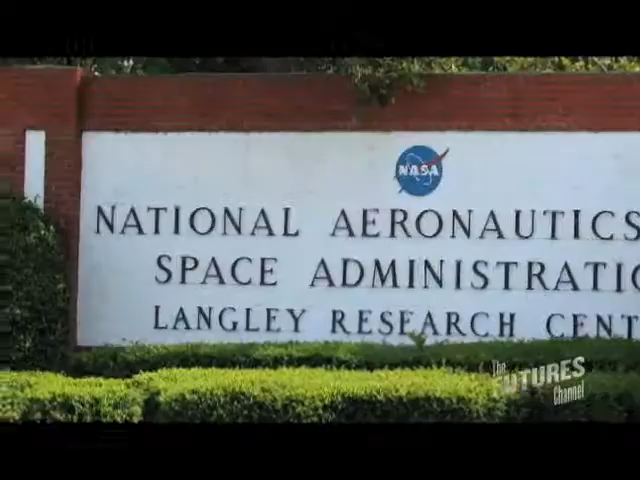 NASA
NATIONAL AERONAUTICS
SPACE ADMINISTRATIO
LANGLEY RESEARCH CENT
The
FUTURES
Channel